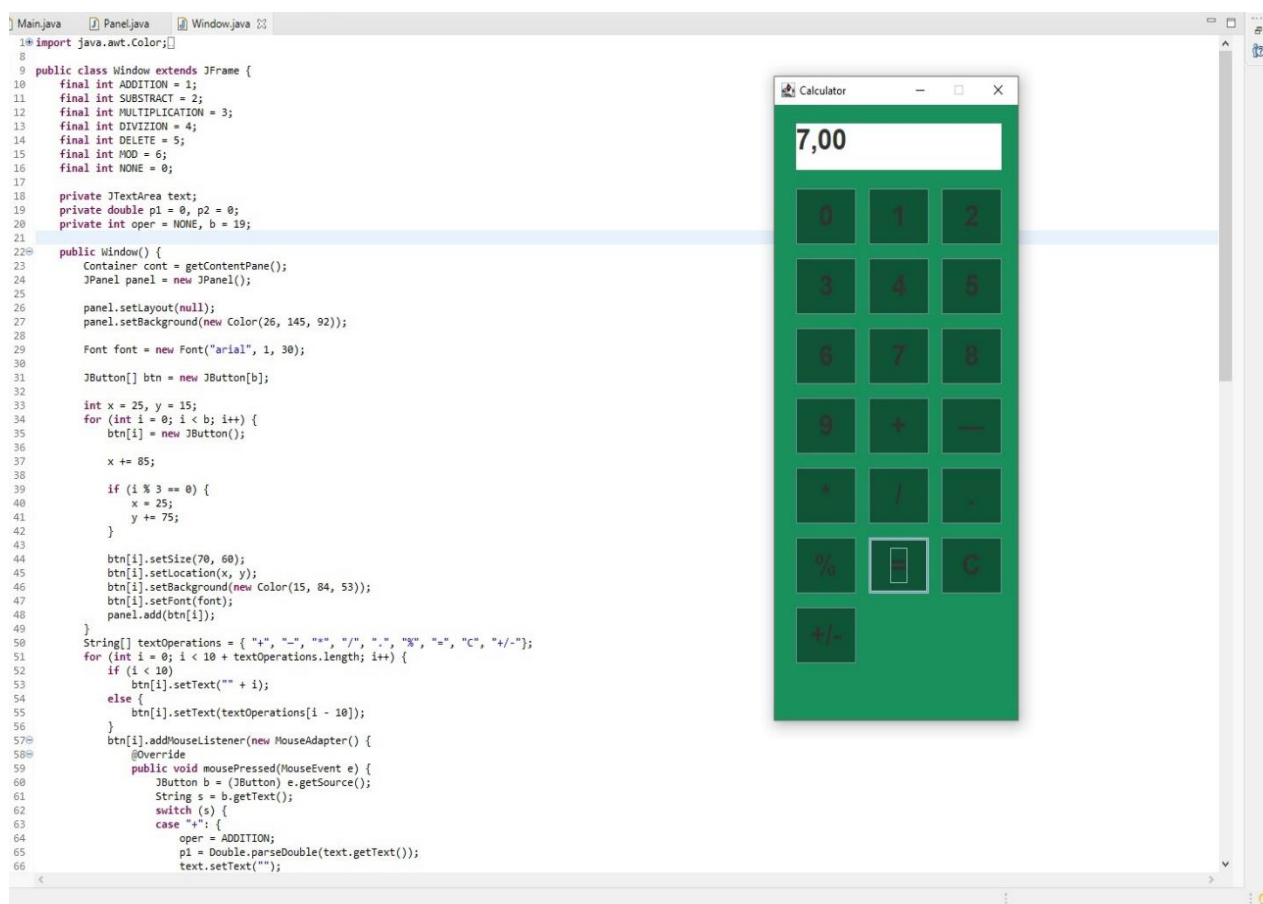 Main.java Panel.java Window.java
1 import java.awt.Color;
8
9 public class Window extends JFrame {
10 final int ADDITION = 1;
11 final int SUBSTRACT = 2;
12 final int MULTIPLICATION = 3;
13 final int DIVIZION = 4;
14 final int DELETE = 5;
15 final int MOD = 6;
16 final int NONE = 0;
17
18 private JTextArea text;
19 private double p1 = 0, p2 = 0;
20 private int oper = NONE, b = 19;
21
22 public Window() {
23 Container cont = getContentPane();
24 JPanel panel = new JPanel();
25
26 panel.setLayout(null);
27 panel.setBackground(new Color(26, 145, 92));
28
29 Font font = new Font("arial", 1, 30);
30
31 JButton[] btn = new JButton[b];
32
33 int x = 25, y = 15;
34 for (int i = 0; i < b; i++) {
35 btn[i] = new JButton();
36
37 x += 85;
38
39 if (i % 3 == 0) {
40 x = 25;
41 y += 75;
42 }
43
44 btn[i].setSize(70, 60);
45 btn[i].setLocation(x, y);
46 btn[i].setBackground(new Color(15, 84, 53));
47 btn[i].setFont(font);
48 panel.add(btn[i]);
49 }
50 String[] textOperations = { "+", "—", "*", "/", ".", "%", "=", "C", "+/-"};
51 for (int i = 0; i < 10 + textOperations.length; i++) {
52 if (i < 10)
53 btn[i].setText("" + i);
54 else {
55 btn[i].setText(textOperations[i - 10]);
56 }
57 btn[i].addMouseListener(new MouseAdapter() {
58 @Override
59 public void mousePressed(MouseEvent e) {
60 JButton b = (JButton) e.getSource();
61 String s = b.getText();
62 switch (s) {
63 case "+": {
64 oper = ADDITION;
65 p1 = Double.parseDouble(text.getText());
66 text.setText("");
Calculator
7,00
0 1 2
3 4 5
6 7 8
9 + —
* / .
% = C
+/-